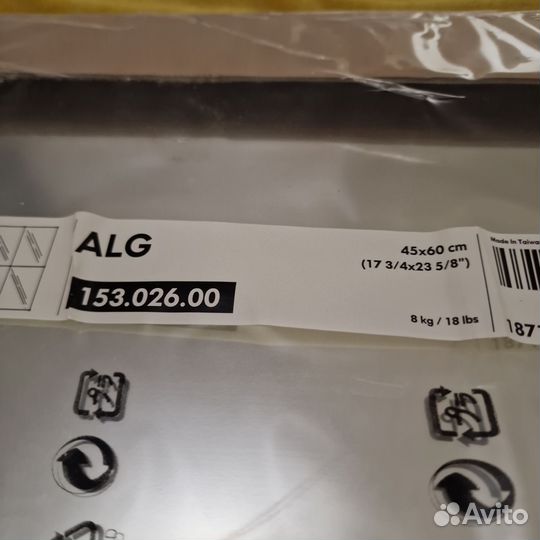 ALG
153.026.00
45x60 cm
(17 3/4x23 5/8")
8 kg / 18 lbs
Made in Taiwan
1871
Avito